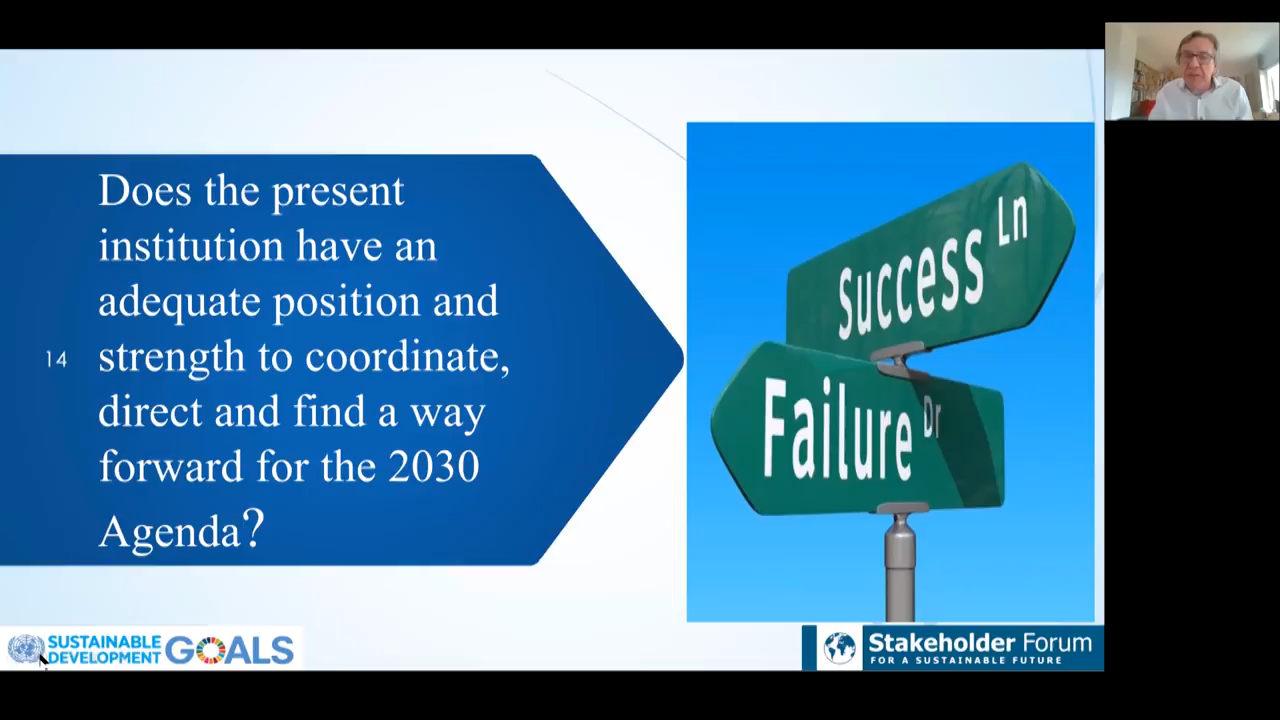 Does the present
institution have an
adequate position and
strength to coordinate,
direct and find a way
forward for the 2030
Agenda?
14
Success Ln
Failure Dr
SUSTAINABLE
DEVELOPMENT
GOALS
Stakeholder Forum
FOR A SUSTAINABLE FUTURE